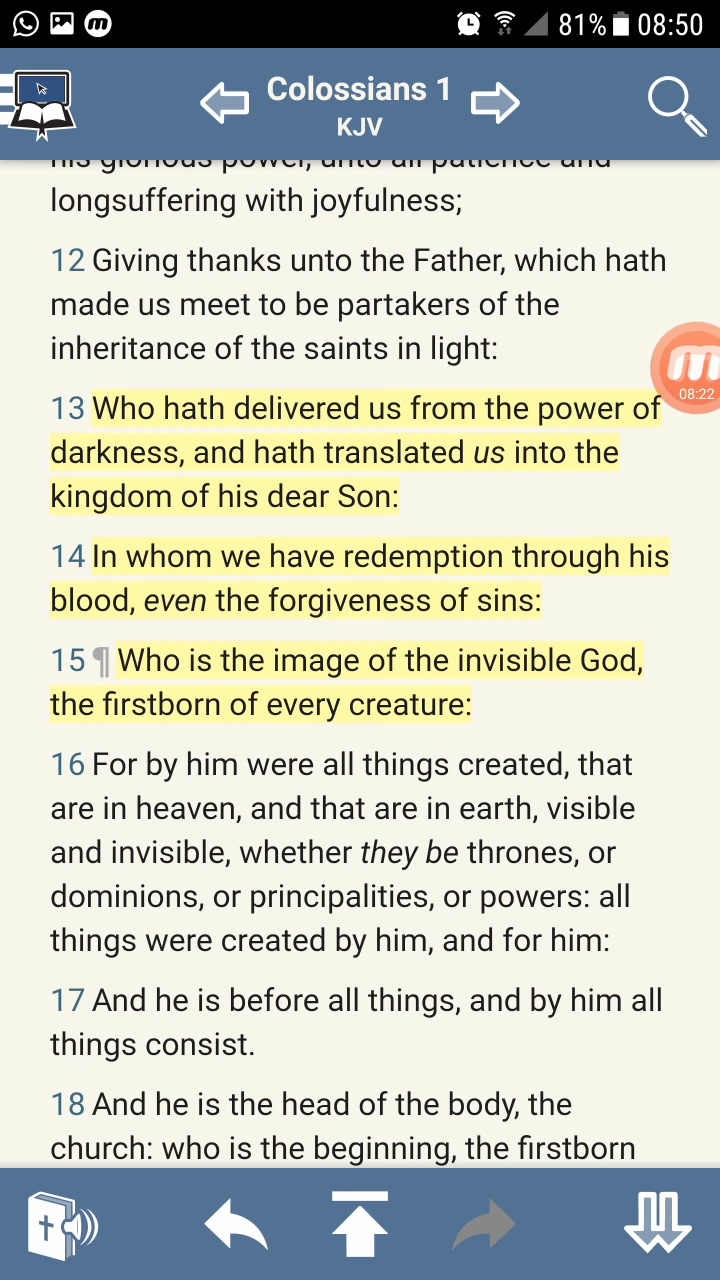 81% 08:50
Colossians 1
KJV
his glorious power, unto all patience and
longsuffering with joyfulness;
12 Giving thanks unto the Father, which hath
made us meet to be partakers of the
inheritance of the saints in light:
08:22
13 Who hath delivered us from the power of
darkness, and hath translated us into the
kingdom of his dear Son:
14 In whom we have redemption through his
blood, even the forgiveness of sins:
15 ¶ Who is the image of the invisible God,
the firstborn of every creature:
16 For by him were all things created, that
are in heaven, and that are in earth, visible
and invisible, whether they be thrones, or
dominions, or principalities, or powers: all
things were created by him, and for him:
17 And he is before all things, and by him all
things consist.
18 And he is the head of the body, the
church: who is the beginning, the firstborn